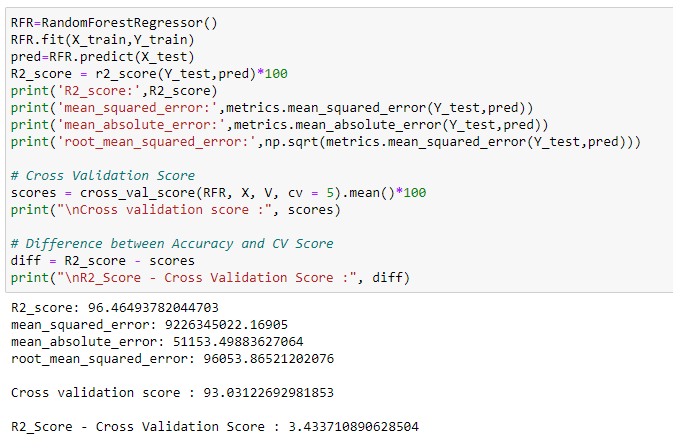 RFR=RandomForestRegressor()
RFR.fit(X_train,Y_train)
pred=RFR.predict(X_test)
R2_score = r2_score(Y_test,pred)*100
print('R2_score:',R2_score)
print('mean_squared_error:',metrics.mean_squared_error(Y_test,pred))
print('mean_absolute_error:',metrics.mean_absolute_error(Y_test,pred))
print('root_mean_squared_error:',np.sqrt(metrics.mean_squared_error(Y_test,pred)))
# Cross Validation Score
scores = cross_val_score(RFR, X, V, cv = 5).mean()*100
print("\nCross validation score :", scores)
# Difference between Accuracy and CV Score
diff = R2_score - scores
print("\nR2_Score - Cross Validation Score :", diff)
R2_score: 96.46493782044703
mean_squared_error: 9226345022.16905
mean_absolute_error: 51153.49883627064
root_mean_squared_error: 96053.86521202076
Cross validation score : 93.03122692981853
R2_Score - Cross Validation Score : 3.433710890628504